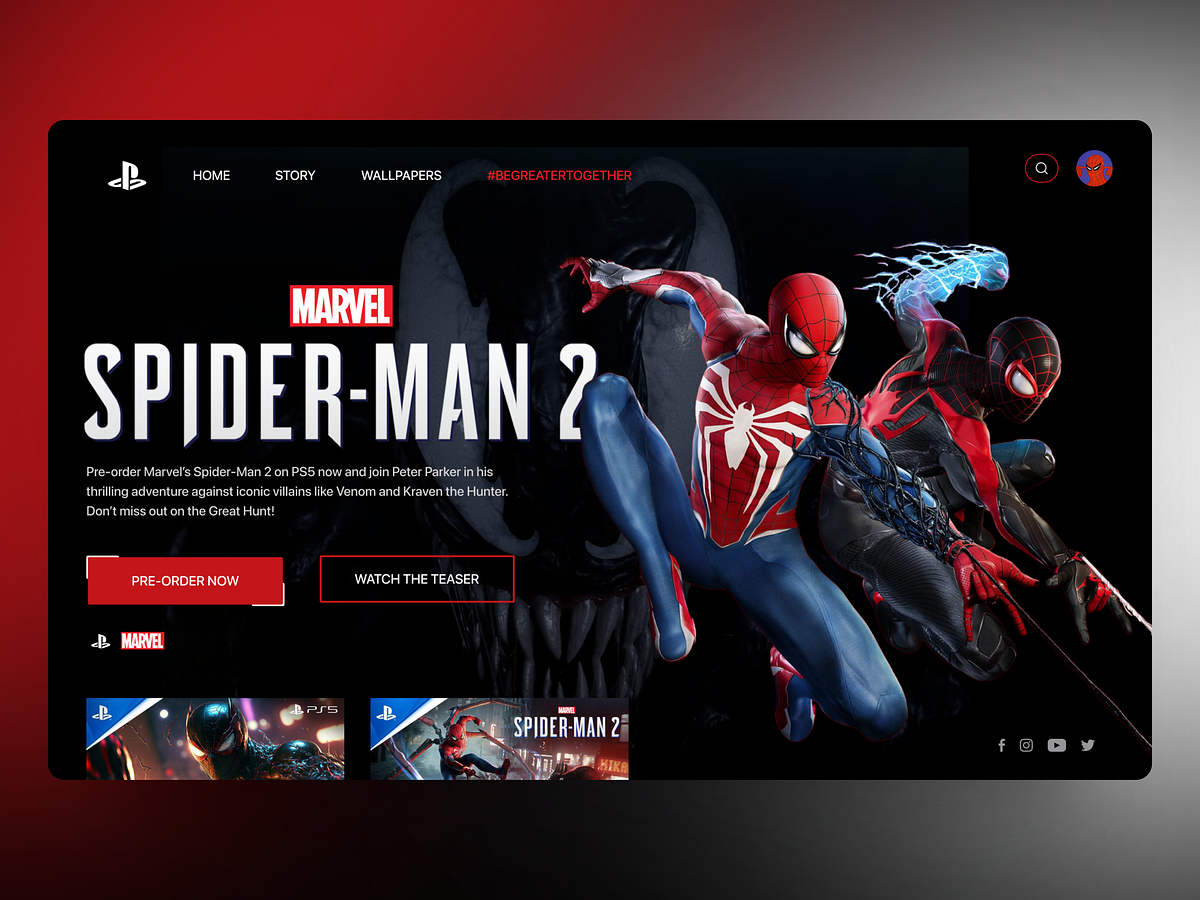 HOME
STORY
WALLPAPERS
#BEGREATERTOGETHER
MARVEL
SPIDER-MAN 2
Pre-order Marvel’s Spider-Man 2 on PS5 now and join Peter Parker in his
thrilling adventure against iconic villains like Venom and Kraven the Hunter.
Don’t miss out on the Great Hunt!
PRE-ORDER NOW
WATCH THE TEASER
MARVEL
PS5
MARVEL
SPIDER-MAN 2